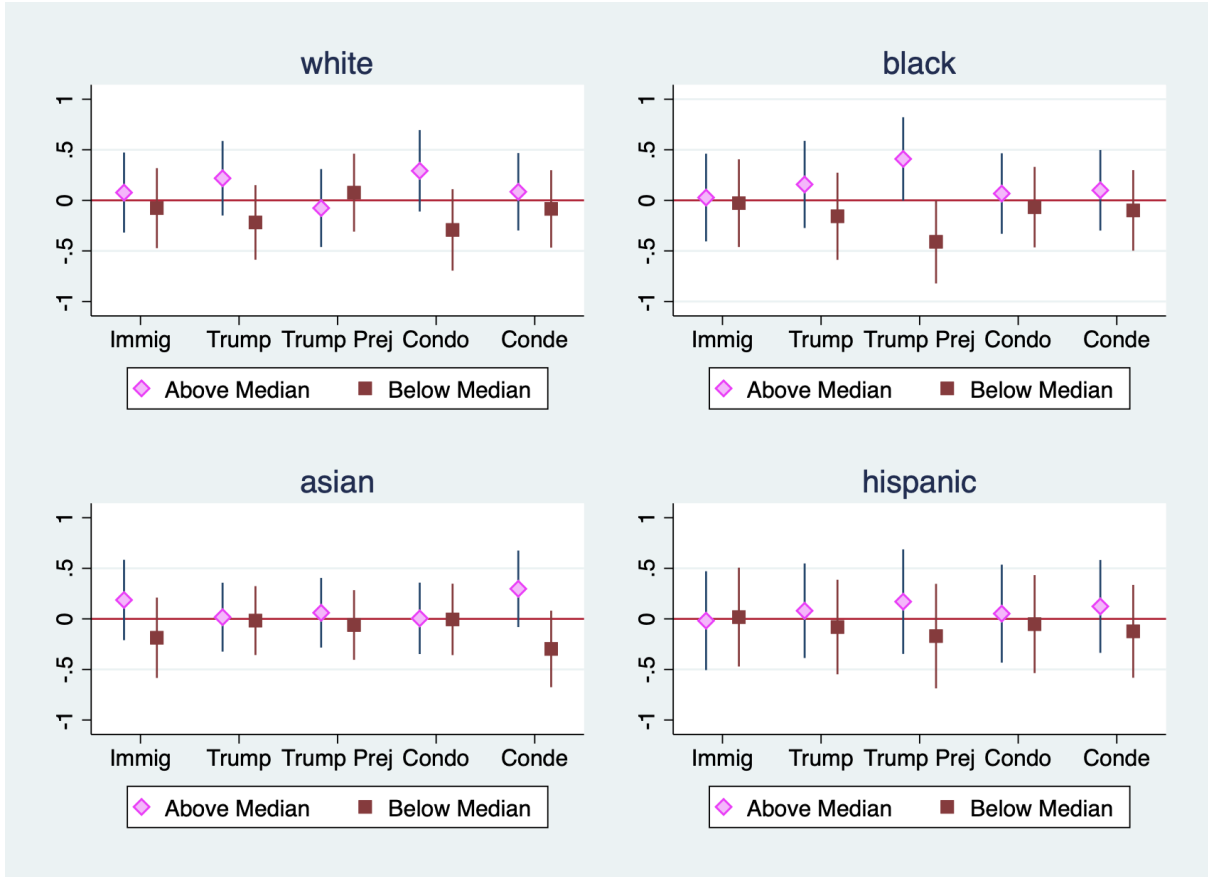 white
1
.5
0
-.5
-1
Immig Trump Trump Prej Condo Conde
Above Median Below Median
black
1
.5
0
-.5
-1
Immig Trump Trump Prej Condo Conde
Above Median Below Median
asian
1
.5
0
-.5
-1
Immig Trump Trump Prej Condo Conde
Above Median Below Median
hispanic
1
.5
0
-.5
-1
Immig Trump Trump Prej Condo Conde
Above Median Below Median